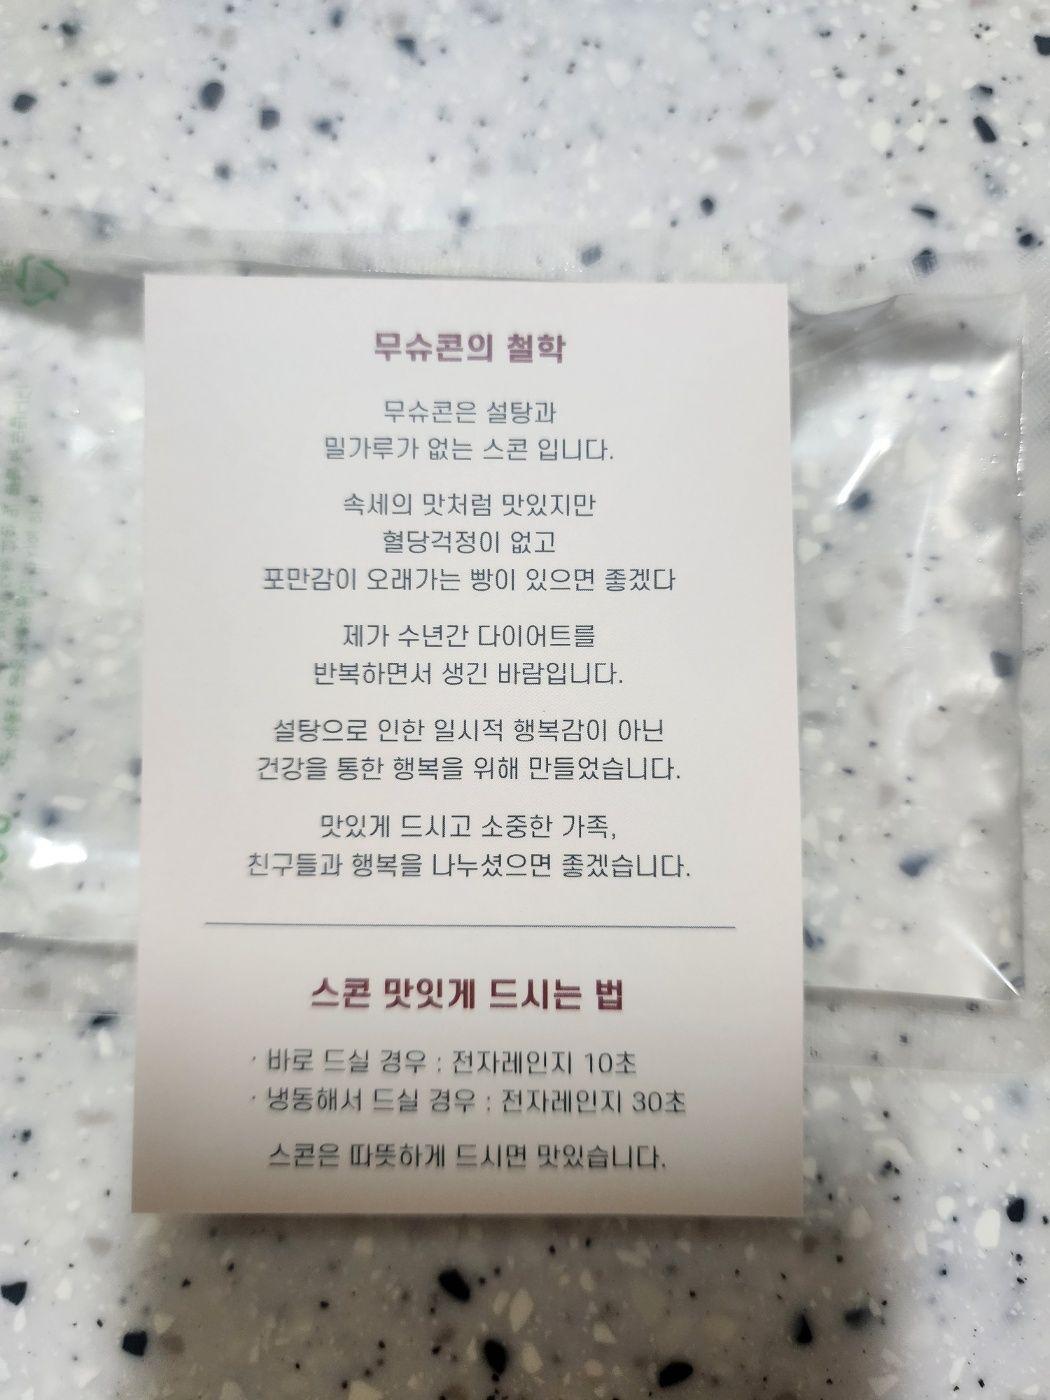 무슈콘의 철학
무슈콘은 설탕과
밀가루가 없는 스콘 입니다.
속세의 맛처럼 맛있지만
혈당걱정이 없고
포만감이 오래가는 빵이 있으면 좋겠다
제가 수년간 다이어트를
반복하면서 생긴 바람입니다.
설탕으로 인한 일시적 행복감이 아닌
건강을 통한 행복을 위해 만들었습니다.
맛있게 드시고 소중한 가족,
친구들과 행복을 나누셨으면 좋겠습니다.
스콘 맛잇게 드시는 법
· 바로 드실 경우 : 전자레인지 10초
· 냉동해서 드실 경우 : 전자레인지 30초
스콘은 따뜻하게 드시면 맛있습니다.